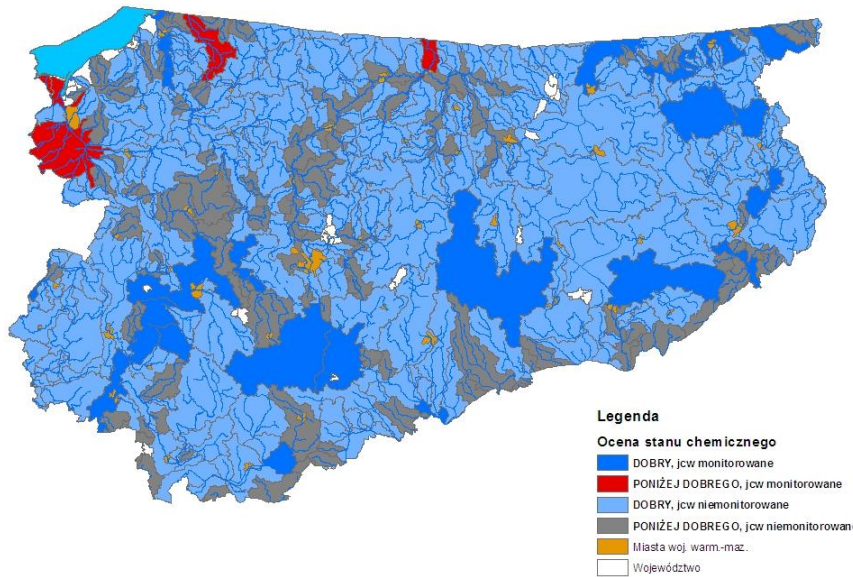 Legenda
Ocena stanu chemicznego
DOBRY, jcw monitorowane
PONIŻEJ DOBREGO, jcw monitorowane
DOBRY, jcw niemonitorowane
PONIŻEJ DOBREGO, jcw niemonitorowane
Miasta woj. warm.-maz.
Województwo